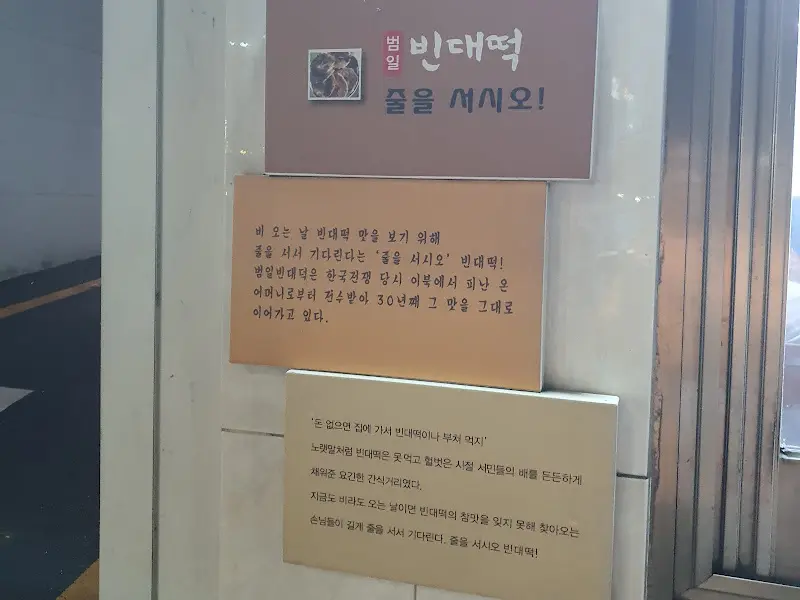 범일
빈대떡
줄을 서시오!
비 오는 날 빈대떡 맛을 보기 위해
줄을 서서 기다린다는 '줄을 서시오' 빈대떡!
범일빈대덕은 한국전쟁 당시 이북에서 피난 온
어머니로부터 전수받아 30년째 그 맛을 그대로
이어가고 있다.
'돈 없으면 집에 가서 빈대떡이나 부쳐 먹지'
노랫말처럼 빈대떡은 못 먹고 헐벗은 시절 서민들의 배를 든든하게
채워준 요긴한 간식거리였다.
지금도 비라도 오는 날이면 빈대떡의 참맛을 잊지 못해 찾아오는
손님들이 길게 줄을 서서 기다린다. 줄을 서시오 빈대떡!